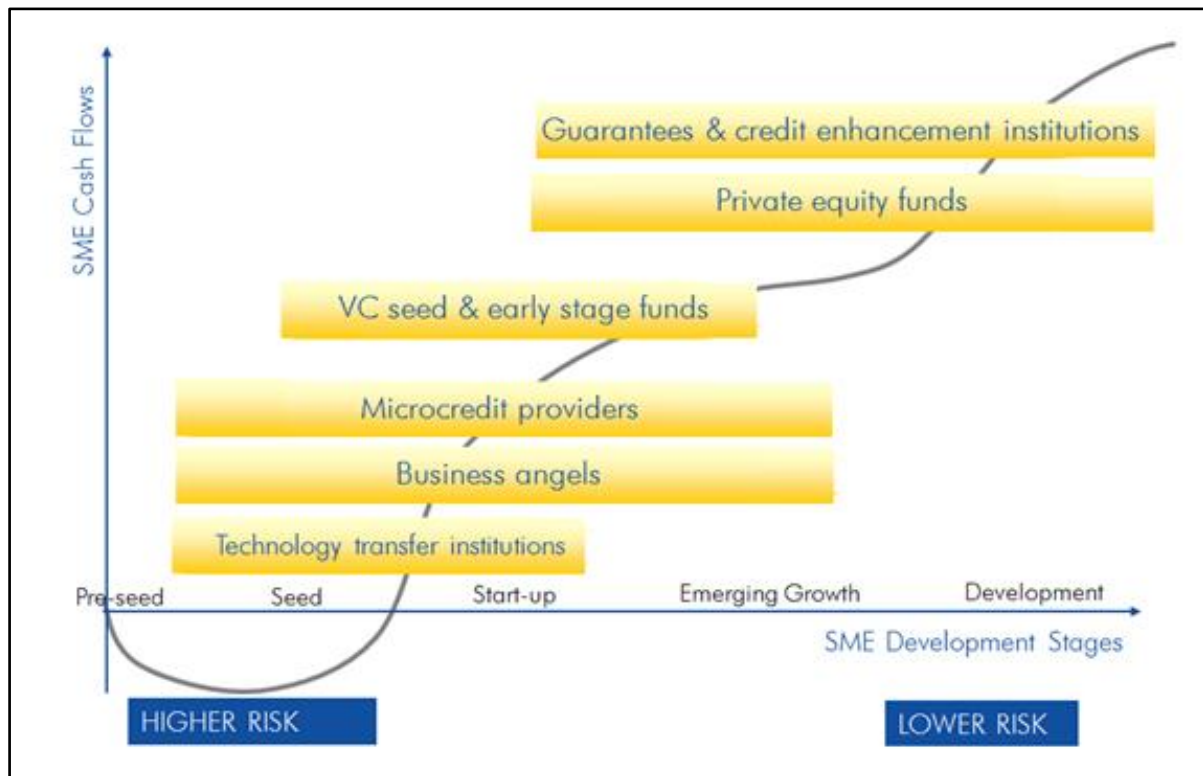 SME Cash Flows
Guarantees & credit enhancement institutions
Private equity funds
VC seed & early stage funds
Microcredit providers
Business angels
Technology transfer institutions
Pre-seed Seed Start-up Emerging Growth Development
SME Development Stages
HIGHER RISK LOWER RISK